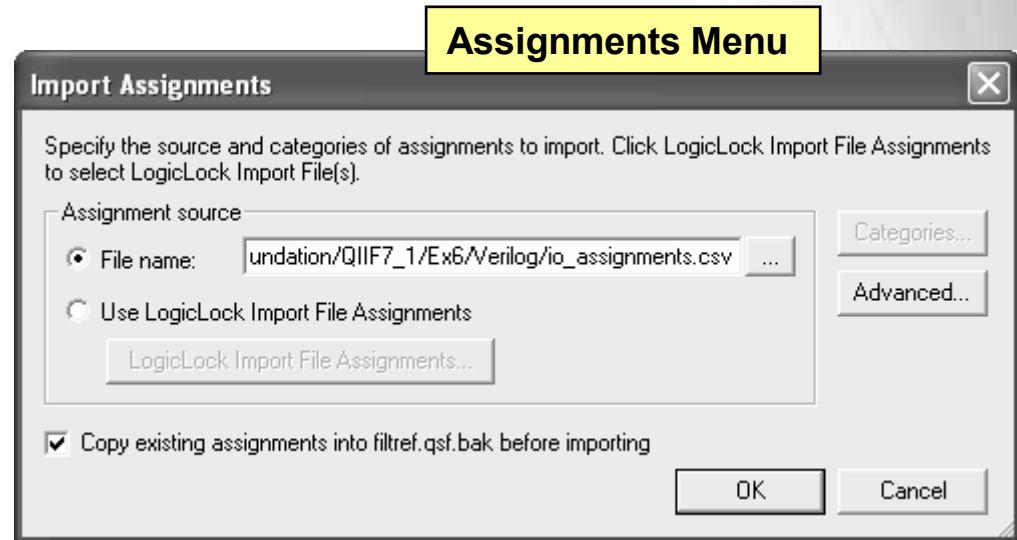 Assignments Menu
Import Assignments
Specify the source and categories of assignments to import. Click LogicLock Import File Assignments
to select LogicLock Import File(s).
Assignment source
File name:
undation/QIIF7_1/Ex6/Verilog/io_assignments.csv
...
Categories...
Advanced...
Use LogicLock Import File Assignments
LogicLock Import File Assignments...
Copy existing assignments into filtref.qsf.bak before importing
OK
Cancel